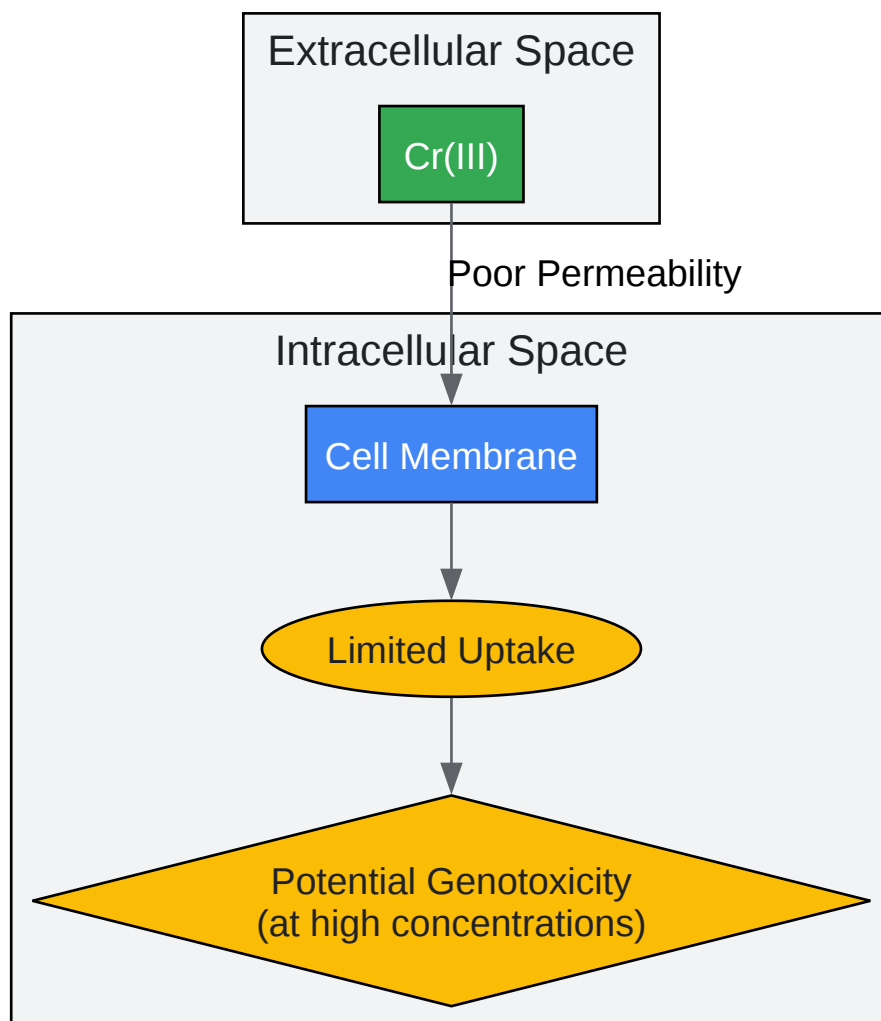 Extracellular Space
Cr(III)
Poor Permeability
Intracellular Space
Cell Membrane
Limited Uptake
Potential Genotoxicity
(at high concentrations)